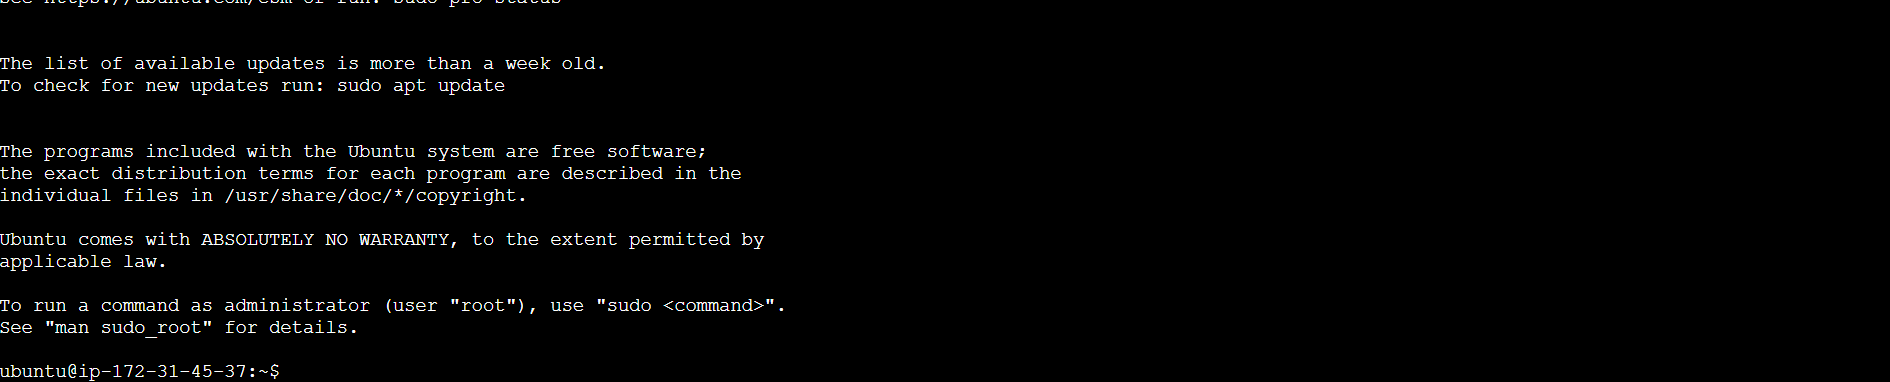 See https://ubuntu.com/esm or run: sudo pro status
The list of available updates is more than a week old.
To check for new updates run: sudo apt update
The programs included with the Ubuntu system are free software;
the exact distribution terms for each program are described in the
individual files in /usr/share/doc/*/copyright.
Ubuntu comes with ABSOLUTELY NO WARRANTY, to the extent permitted by
applicable law.
To run a command as administrator (user "root"), use "sudo <command>".
See "man sudo_root" for details.
ubuntu@ip-172-31-45-37:~$